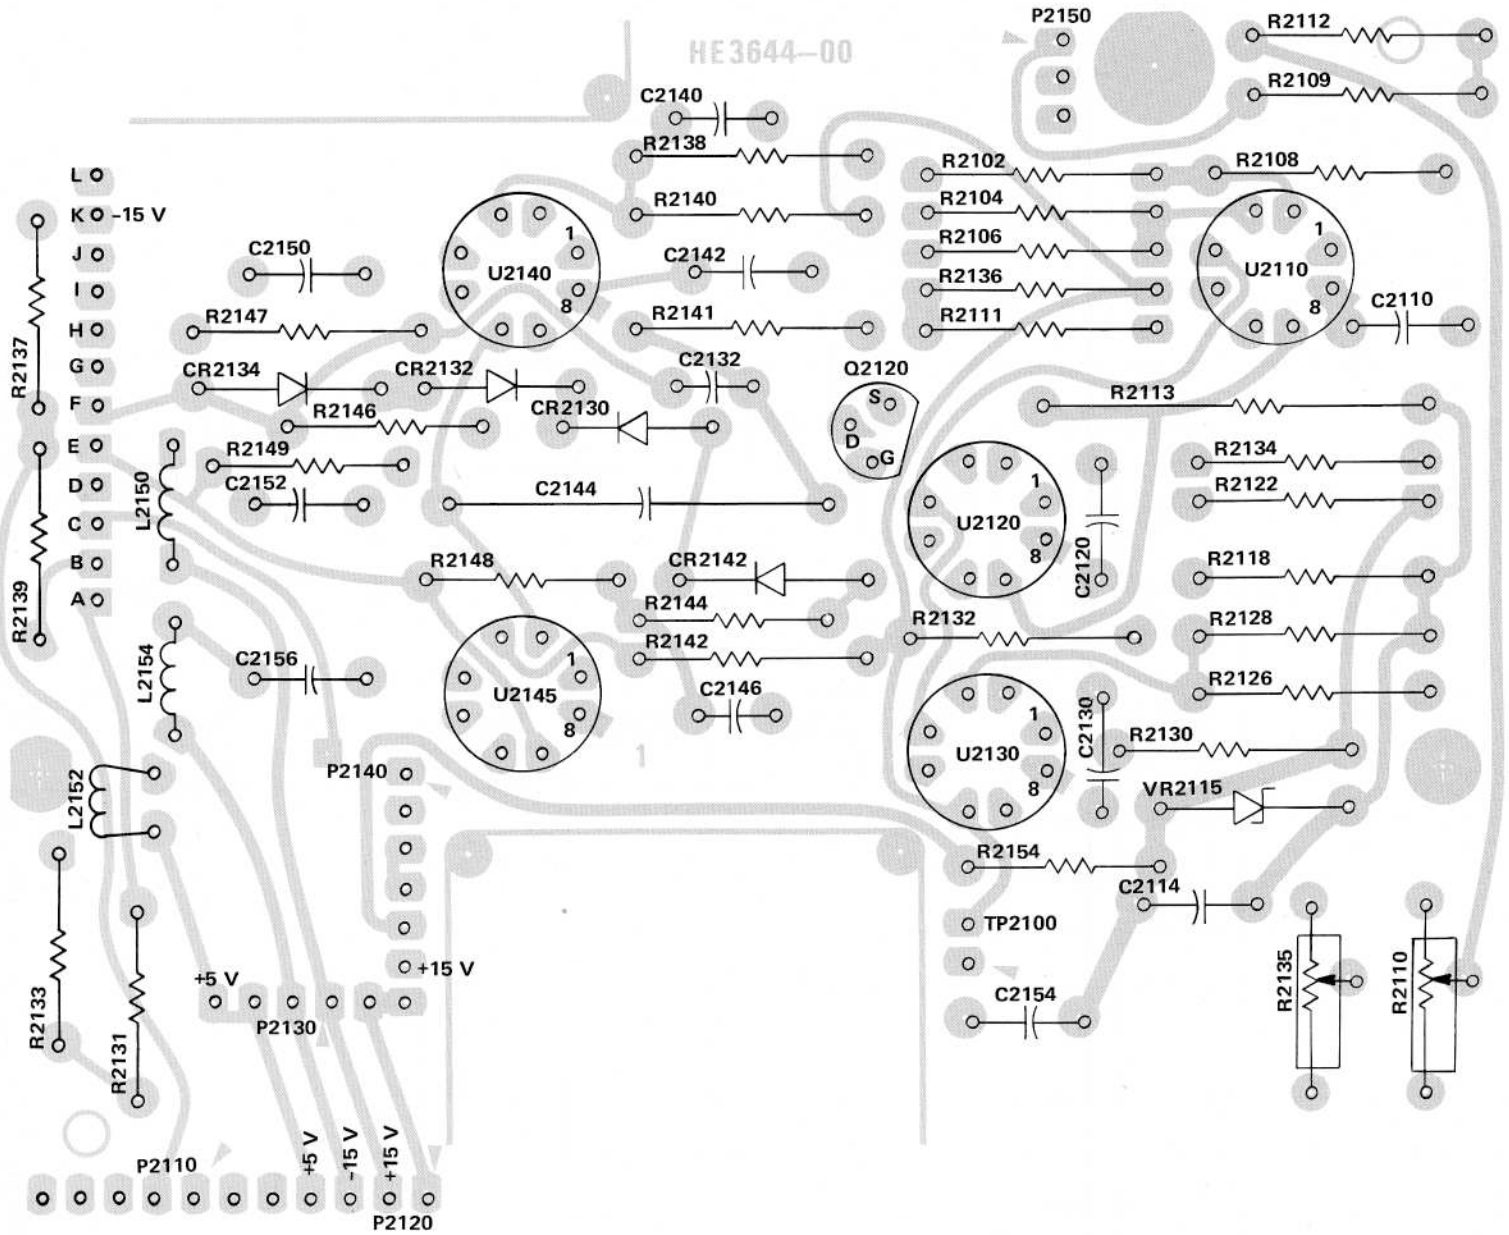 P2150
R2112
HE3644–00
R2109
C2140
R2138
R2102
R2108
L
K
–15 V
R2140
R2104
1
1
J
C2150
C2142
R2106
U2140
U2110
I
R2136
8
8
C2110
H
R2147
R2141
R2111
R2137
G
CR2134
CR2132
C2132
Q2120
F
R2146
CR2130
S
R2113
D
G
E
R2149
R2134
D
C2152
L2150
C2144
1
R2122
C
U2120
B
R2148
CR2142
8
C2120
R2118
A
R2139
R2144
R2132
R2128
L2154
C2156
R2142
1
U2145
C2146
R2126
8
1
C2130
R2130
1
U2130
P2140
8
VR2115
L2152
R2154
C2114
TP2100
+15 V
+5 V
R2135
R2110
C2154
R2133
P2130
R2131
P2110
+5 V
–15 V
+15 V
P2120